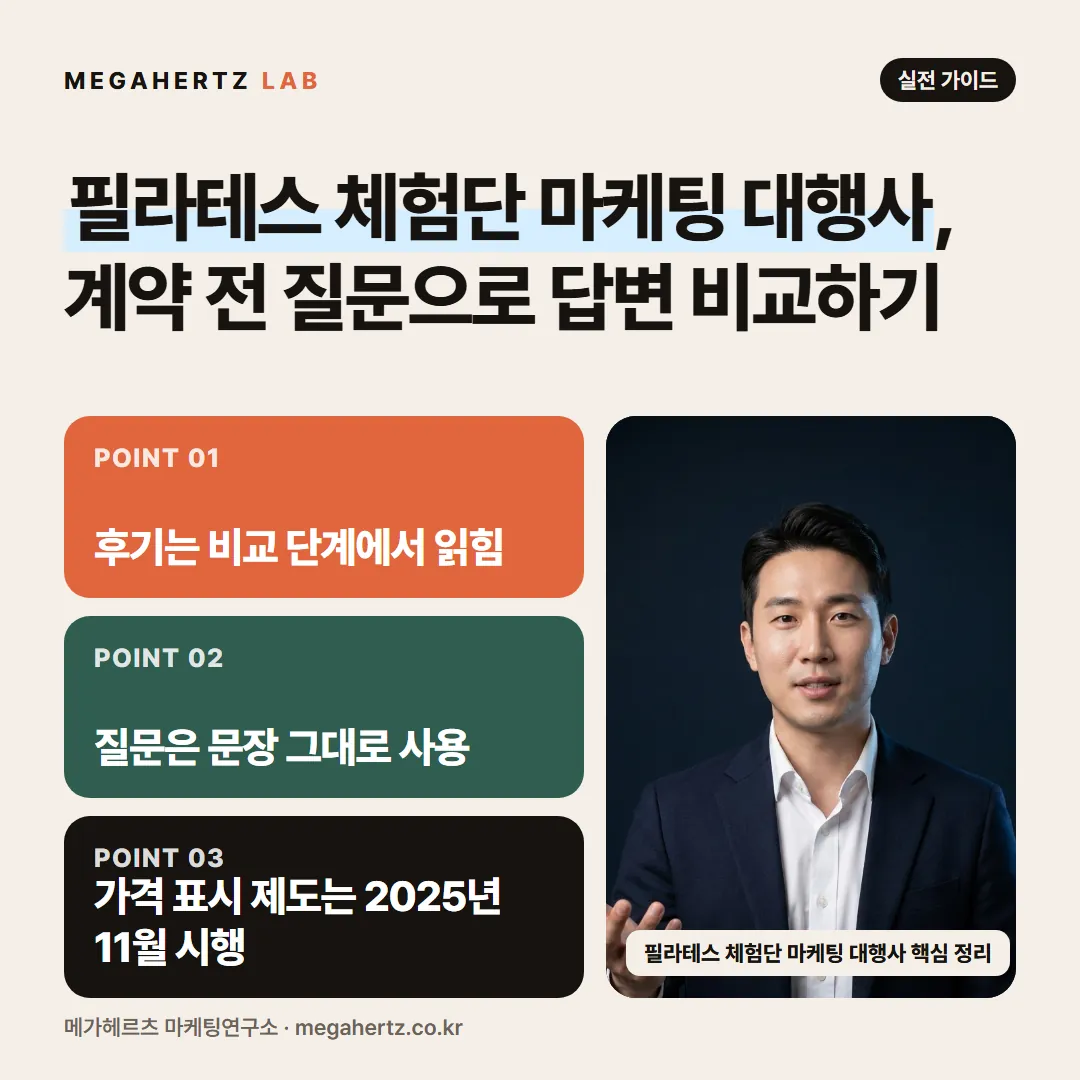 MEGAHERTZ LAB
실전 가이드
필라테스 체험단 마케팅 대행사,
계약 전 질문으로 답변 비교하기
POINT 01
후기는 비교 단계에서 읽힘
POINT 02
질문은 문장 그대로 사용
POINT 03
가격 표시 제도는 2025년
11월 시행
필라테스 체험단 마케팅 대행사 핵심 정리
메가헤르츠 마케팅연구소 · megahertz.co.kr